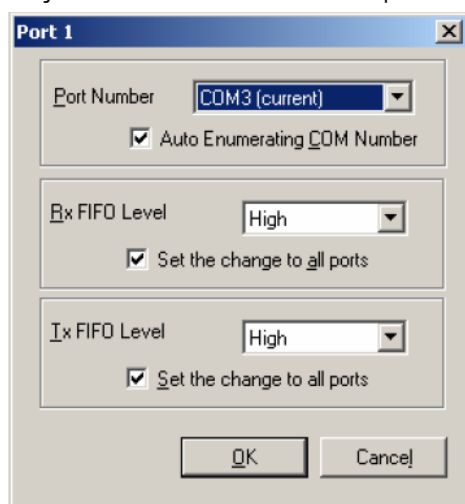 Port 1
Port Number COM3 (current)
Auto Enumerating COM Number
Rx FIFO Level High
Set the change to all ports
Tx FIFO Level High
Set the change to all ports
OK Cancel